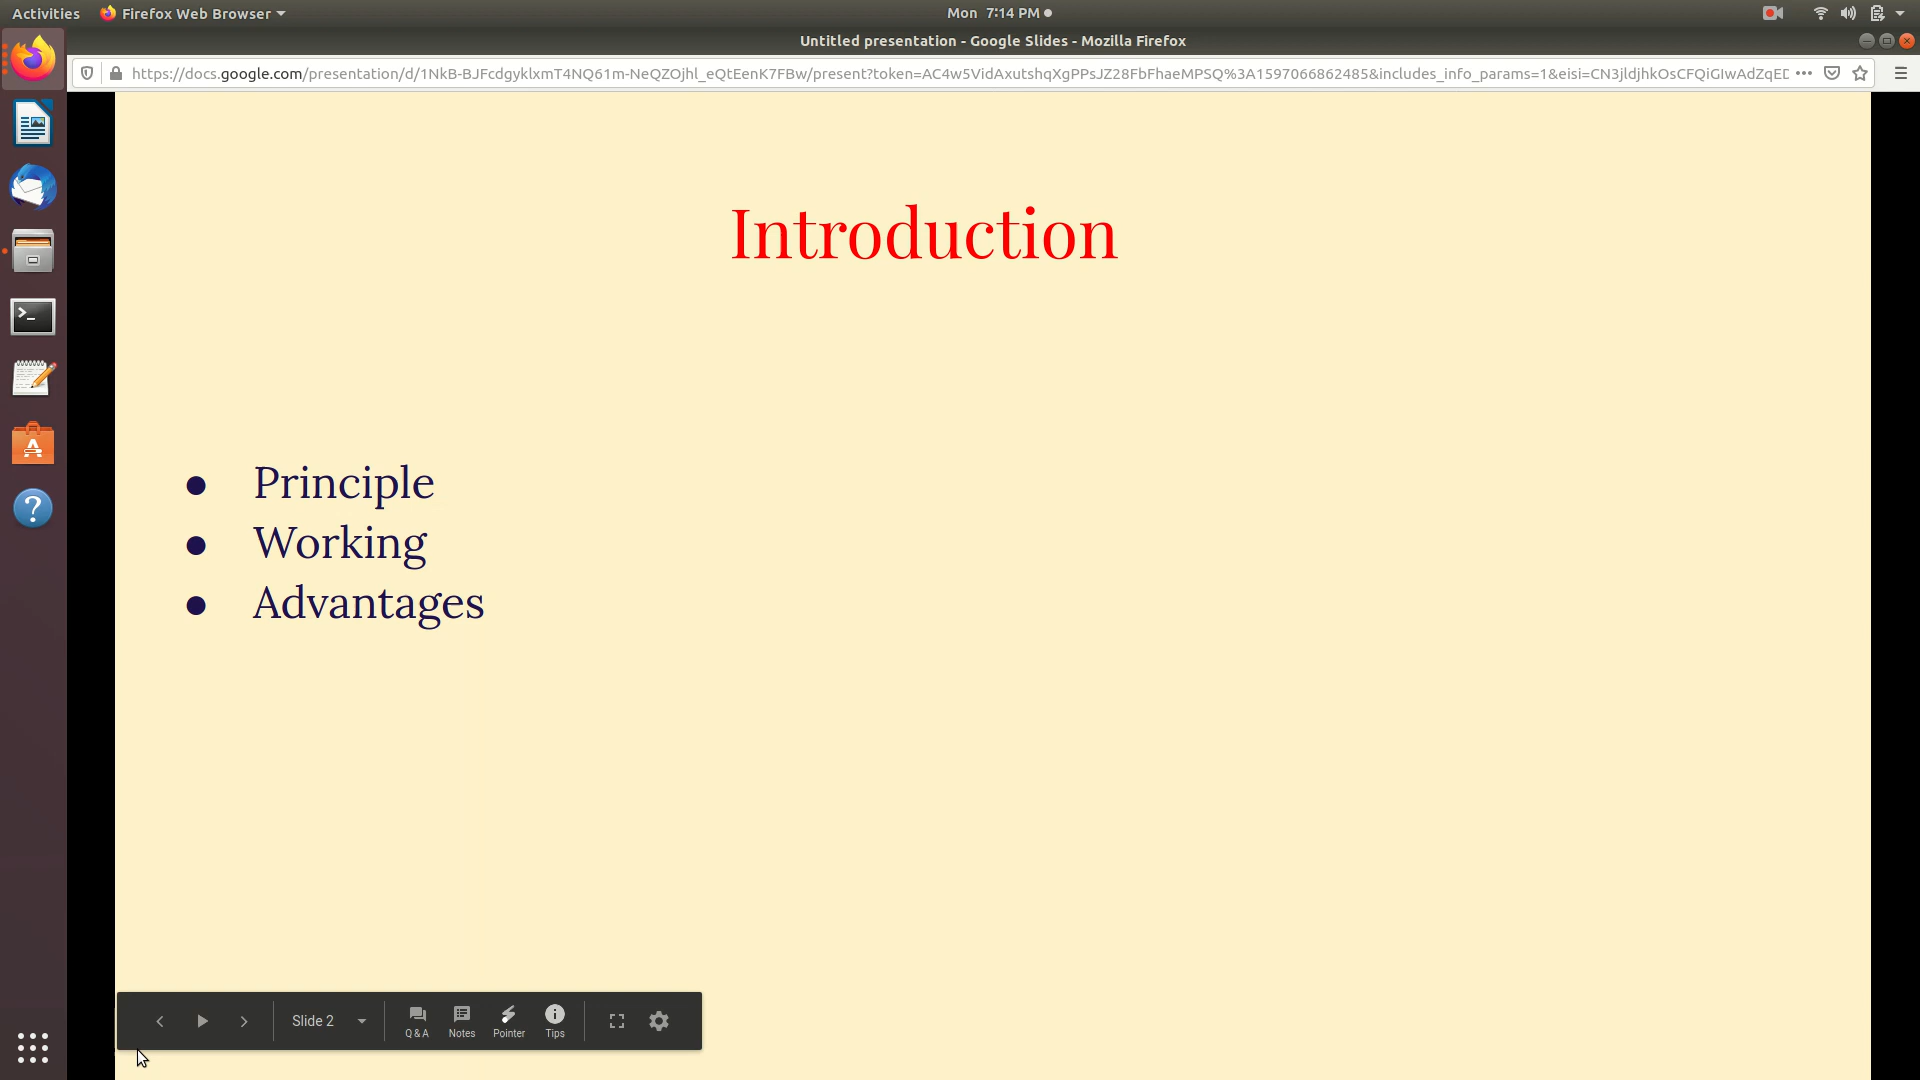 Activities Firefox Web Browser Mon 7:14 PM
Untitled presentation - Google Slides - Mozilla Firefox
https://docs.google.com/presentation/d/1NkB-BJFcdgyklxmT4NQ61m-NeQZOjhl_eQtEenK7FBw/present?token=AC4w5VidAxutshqXgPPsJZ28FbFhaeMPSQ%3A1597066862485&includes_info_params=1&eisi=CN3jldjhkOsCFQiGIwAdZqED
Introduction
● Principle
● Working
● Advantages
Slide 2
Q & A Notes Pointer Tips